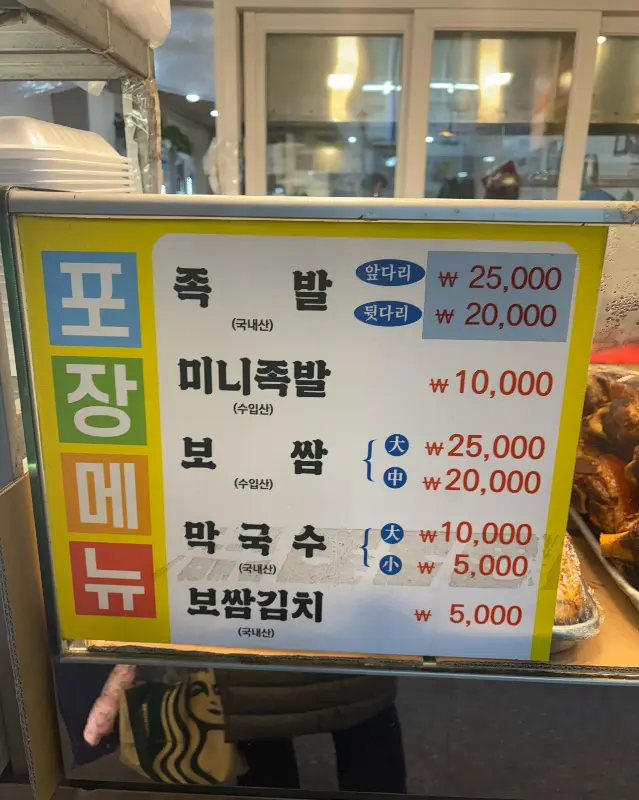 포장메뉴
족발 앞다리 ₩ 25,000
(국내산) 뒷다리 ₩ 20,000
미니족발 ₩10,000
(수입산)
보쌈 大 ₩25,000
(수입산) 中 ₩20,000
막국수 大 ₩10,000
(국내산) 小 ₩ 5,000
보쌈김치 ₩ 5,000
(국내산)